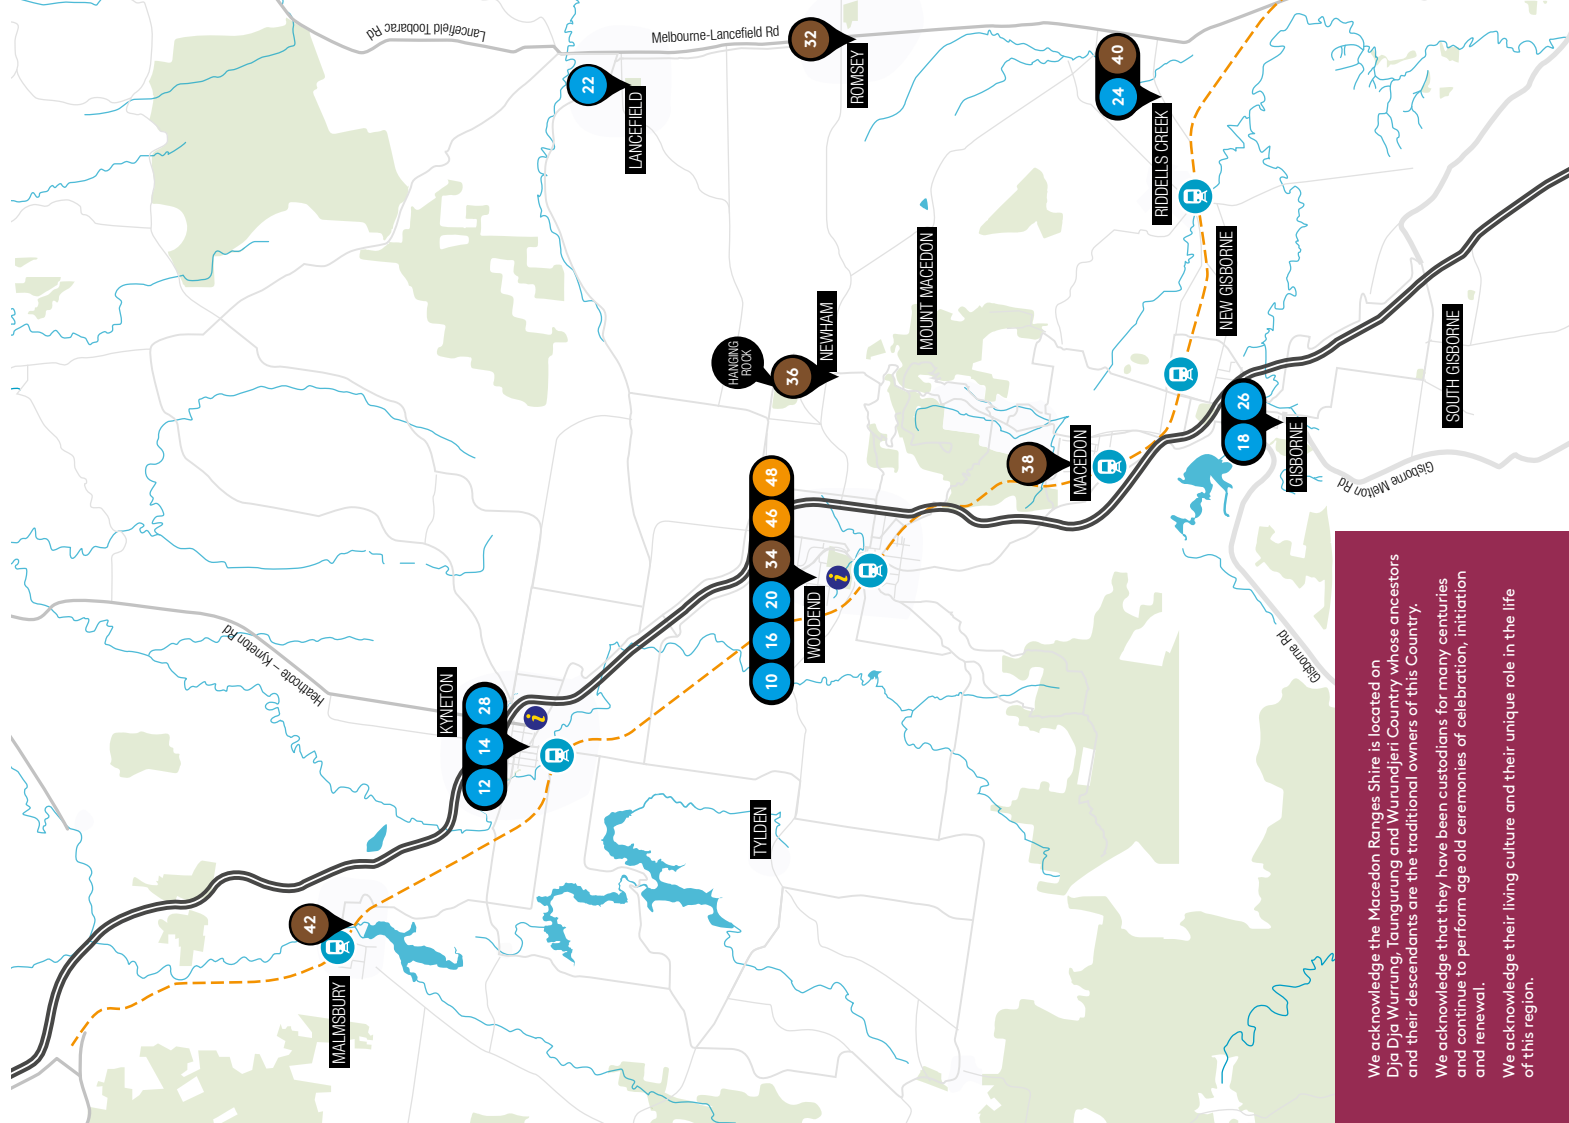 Lancefield Toobarac Rd
Melbourne-Lancefield Rd
32
ROMSEY
22
LANCEFIELD
40
24
RIDDELLS CREEK
NEW GISBORNE
MOUNT MACEDON
HANGING
ROCK
36
NEWHAM
SOUTH GISBORNE
26
18
GISBORNE
Gisborne Melton Rd
38
MACEDON
48
46
34
20
16
10
WOODEND
i
Gisborne Rd
Heathcote – Kyneton Rd
KYNETON
28
14
12
i
TYLDEN
42
MALMSBURY
We acknowledge the Macedon Ranges Shire is located on
Dja Dja Wurrung, Taungurung and Wurundjeri Country whose ancestors
and their descendants are the traditional owners of this Country.
We acknowledge that they have been custodians for many centuries
and continue to perform age old ceremonies of celebration, initiation
and renewal.
We acknowledge their living culture and their unique role in the life
of this region.